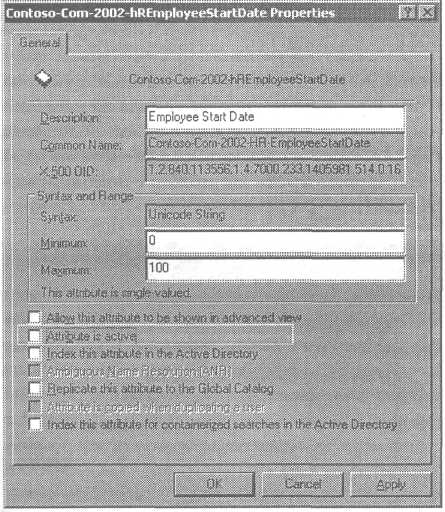 Contoso-Com-2002-hREmployeeStartDate Properties
General
Contoso-Com-2002-hREmployeeStartDate
Description: Employee Start Date
Common Name: Contoso-Com-2002-HR-EmployeeStartDate
X.500 OID: 1.2.840.113556.1.4.7000.233.1405981.514.0.16
Syntax and Range
Syntax: Unicode String
Minimum: 0
Maximum: 100
This attribute is single-valued.
Allow this attribute to be shown in advanced view
Attribute is active
Index this attribute in the Active Directory
Ambiguous Name Resolution (ANR)
Replicate this attribute to the Global Catalog
Attribute is copied when duplicating a user
Index this attribute for containerized searches in the Active Directory
OK Cancel Apply